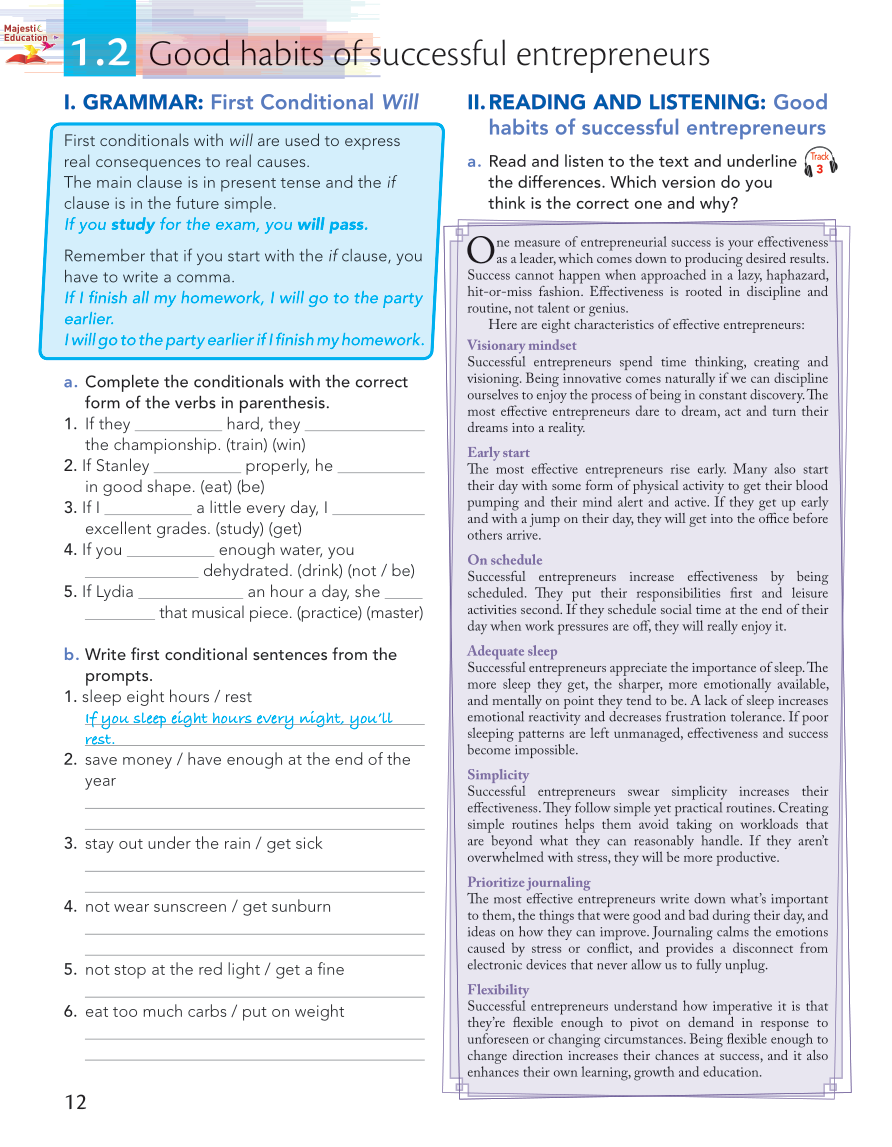 Majesti
Education
1.2 Good habits of successful entrepreneurs
I. GRAMMAR: First Conditional Will
First conditionals with will are used to express
real consequences to real causes.
The main clause is in present tense and the if
clause is in the future simple.
If you study for the exam, you will pass.
Remember that if you start with the if clause, you
have to write a comma.
If I finish all my homework, I will go to the party
earlier.
I will go to the party earlier if I finish my homework.
a. Complete the conditionals with the correct
form of the verbs in parenthesis.
1. If they __________ hard, they ______________
the championship. (train) (win)
2. If Stanley __________ properly, he __________
in good shape. (eat) (be)
3. If I __________ a little every day, I ___________
excellent grades. (study) (get)
4. If you __________ enough water, you
_____________ dehydrated. (drink) (not / be)
5. If Lydia ____________ an hour a day, she ____
________ that musical piece. (practice) (master)
b. Write first conditional sentences from the
prompts.
1. sleep eight hours / rest
If you sleep eight hours every night, you'll
rest.
2. save money / have enough at the end of the
year
3. stay out under the rain / get sick
4. not wear sunscreen / get sunburn
5. not stop at the red light / get a fine
6. eat too much carbs / put on weight
12
II. READING AND LISTENING: Good
habits of successful entrepreneurs
a. Read and listen to the text and underline
the differences. Which version do you
think is the correct one and why?
Track
3
One measure of entrepreneurial success is your effectiveness
as a leader, which comes down to producing desired results.
Success cannot happen when approached in a lazy, haphazard,
hit-or-miss fashion. Effectiveness is rooted in discipline and
routine, not talent or genius.
Here are eight characteristics of effective entrepreneurs:
Visionary mindset
Successful entrepreneurs spend time thinking, creating and
visioning. Being innovative comes naturally if we can discipline
ourselves to enjoy the process of being in constant discovery. The
most effective entrepreneurs dare to dream, act and turn their
dreams into a reality.
Early start
The most effective entrepreneurs rise early. Many also start
their day with some form of physical activity to get their blood
pumping and their mind alert and active. If they get up early
and with a jump on their day, they will get into the office before
others arrive.
On schedule
Successful entrepreneurs increase effectiveness by being
scheduled. They put their responsibilities first and leisure
activities second. If they schedule social time at the end of their
day when work pressures are off, they will really enjoy it.
Adequate sleep
Successful entrepreneurs appreciate the importance of sleep. The
more sleep they get, the sharper, more emotionally available,
and mentally on point they tend to be. A lack of sleep increases
emotional reactivity and decreases frustration tolerance. If poor
sleeping patterns are left unmanaged, effectiveness and success
become impossible.
Simplicity
Successful entrepreneurs swear simplicity increases their
effectiveness. They follow simple yet practical routines. Creating
simple routines helps them avoid taking on workloads that
are beyond what they can reasonably handle. If they aren't
overwhelmed with stress, they will be more productive.
Prioritize journaling
The most effective entrepreneurs write down what's important
to them, the things that were good and bad during their day, and
ideas on how they can improve. Journaling calms the emotions
caused by stress or conflict, and provides a disconnect from
electronic devices that never allow us to fully unplug.
Flexibility
Successful entrepreneurs understand how imperative it is that
they're flexible enough to pivot on demand in response to
unforeseen or changing circumstances. Being flexible enough to
change direction increases their chances at success, and it also
enhances their own learning, growth and education.